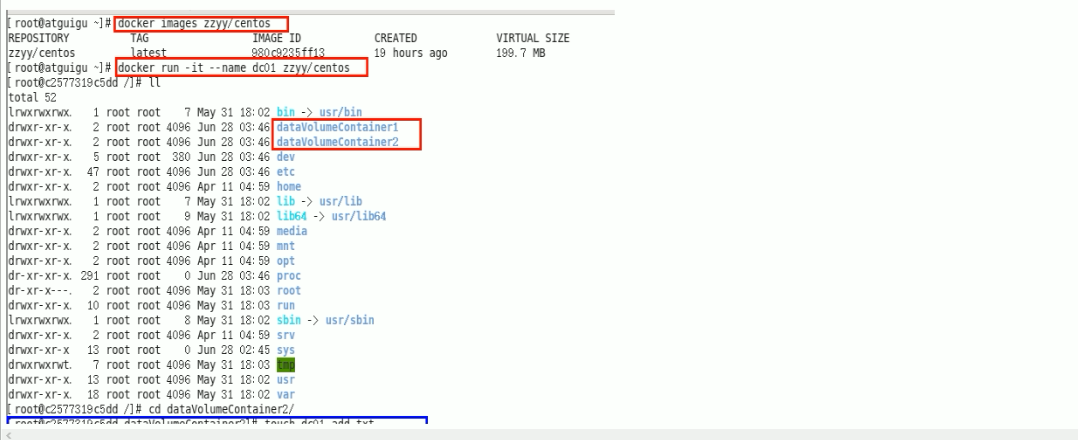 [root@atguigu ~]# docker images zzyy/centos
REPOSITORY TAG IMAGE ID CREATED VIRTUAL SIZE
zzyy/centos latest 980c9235ff13 19 hours ago 199.7 MB
[root@atguigu ~]# docker run -it --name dc01 zzyy/centos
[root@c2577319c5dd /]# ll
total 52
lrwxrwxrwx. 1 root root 7 May 31 18:02 bin -> usr/bin
drwxr-xr-x. 2 root root 4096 Jun 28 03:46 dataVolumeContainer1
drwxr-xr-x. 2 root root 4096 Jun 28 03:46 dataVolumeContainer2
drwxr-xr-x. 5 root root 380 Jun 28 03:46 dev
drwxr-xr-x. 47 root root 4096 Jun 28 03:46 etc
drwxr-xr-x. 2 root root 4096 Apr 11 04:59 home
lrwxrwxrwx. 1 root root 7 May 31 18:02 lib -> usr/lib
lrwxrwxrwx. 1 root root 9 May 31 18:02 lib64 -> usr/lib64
drwxr-xr-x. 2 root root 4096 Apr 11 04:59 media
drwxr-xr-x. 2 root root 4096 Apr 11 04:59 mnt
drwxr-xr-x. 2 root root 4096 Apr 11 04:59 opt
dr-xr-xr-x. 291 root root 0 Jun 28 03:46 proc
dr-xr-x---. 2 root root 4096 May 31 18:03 root
drwxr-xr-x. 10 root root 4096 May 31 18:03 run
lrwxrwxrwx. 1 root root 8 May 31 18:02 sbin -> usr/sbin
drwxr-xr-x. 2 root root 4096 Apr 11 04:59 srv
drwxr-xr-x 13 root root 0 Jun 28 02:45 sys
drwxrwxrwt. 7 root root 4096 May 31 18:03 tmp
drwxr-xr-x. 13 root root 4096 May 31 18:02 usr
drwxr-xr-x. 18 root root 4096 May 31 18:02 var
[root@c2577319c5dd /]# cd dataVolumeContainer2/
[root@c2577319c5dd dataVolumeContainer2]# touch dc01_add.txt